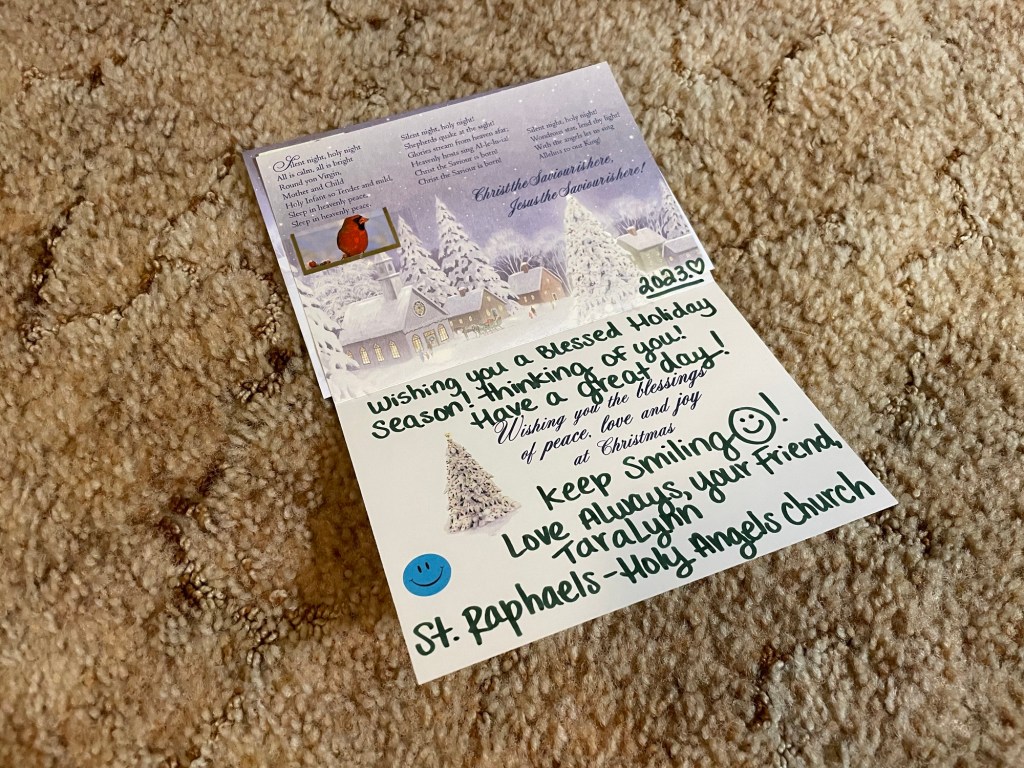 Silent night, holy night
All is calm, all is bright
Round yon Virgin,
Mother and Child
Holy Infant so Tender and mild,
Sleep in heavenly peace,
Sleep in heavenly peace.
Silent night, holy night!
Shepherds quake at the sight!
Glories stream from heaven afar;
Heavenly hosts sing Al-le-lu-ia!
Christ the Saviour is born!
Christ the Saviour is born!
Silent night, holy night!
Wondrous star, lend thy light!
With the angels let us sing
Alleluia to our King!
Christ the Saviour is here,
Jesus the Saviour is here!
2023
Wishing you a Blessed Holiday
Season! Thinking of you!
Have a great day!
Wishing you the blessings
of peace, love and joy
at Christmas
Keep Smiling!
Love Always, your Friend,
TaraLynn
St. Raphaels-Holy Angels Church